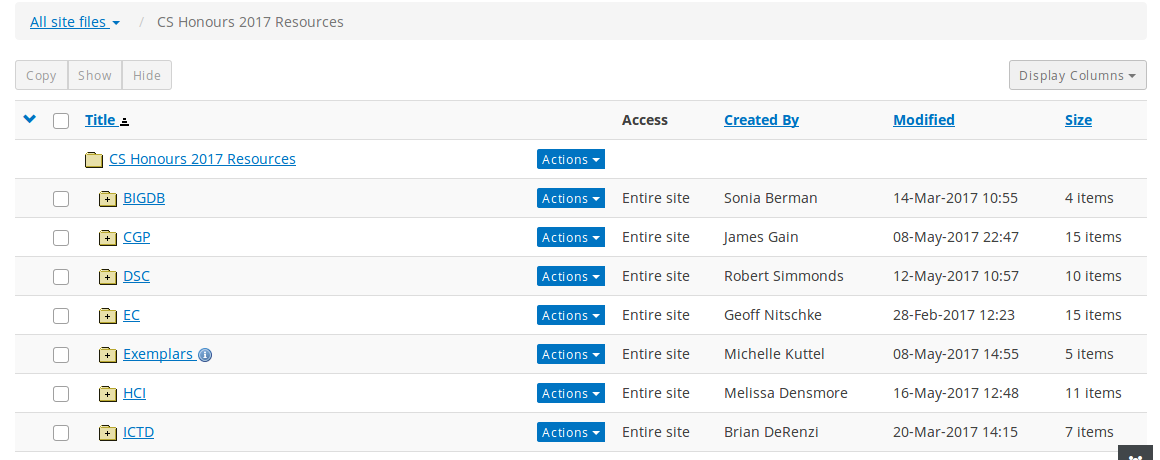 All site files / CS Honours 2017 Resources
Copy Show Hide Display Columns
Title Access Created By Modified Size
CS Honours 2017 Resources Actions
BIGDB Actions Entire site Sonia Berman 14-Mar-2017 10:55 4 items
CGP Actions Entire site James Gain 08-May-2017 22:47 15 items
DSC Actions Entire site Robert Simmonds 12-May-2017 10:57 10 items
EC Actions Entire site Geoff Nitschke 28-Feb-2017 12:23 15 items
Exemplars Actions Entire site Michelle Kuttel 08-May-2017 14:55 5 items
HCI Actions Entire site Melissa Densmore 16-May-2017 12:48 11 items
ICTD Actions Entire site Brian DeRenzi 20-Mar-2017 14:15 7 items